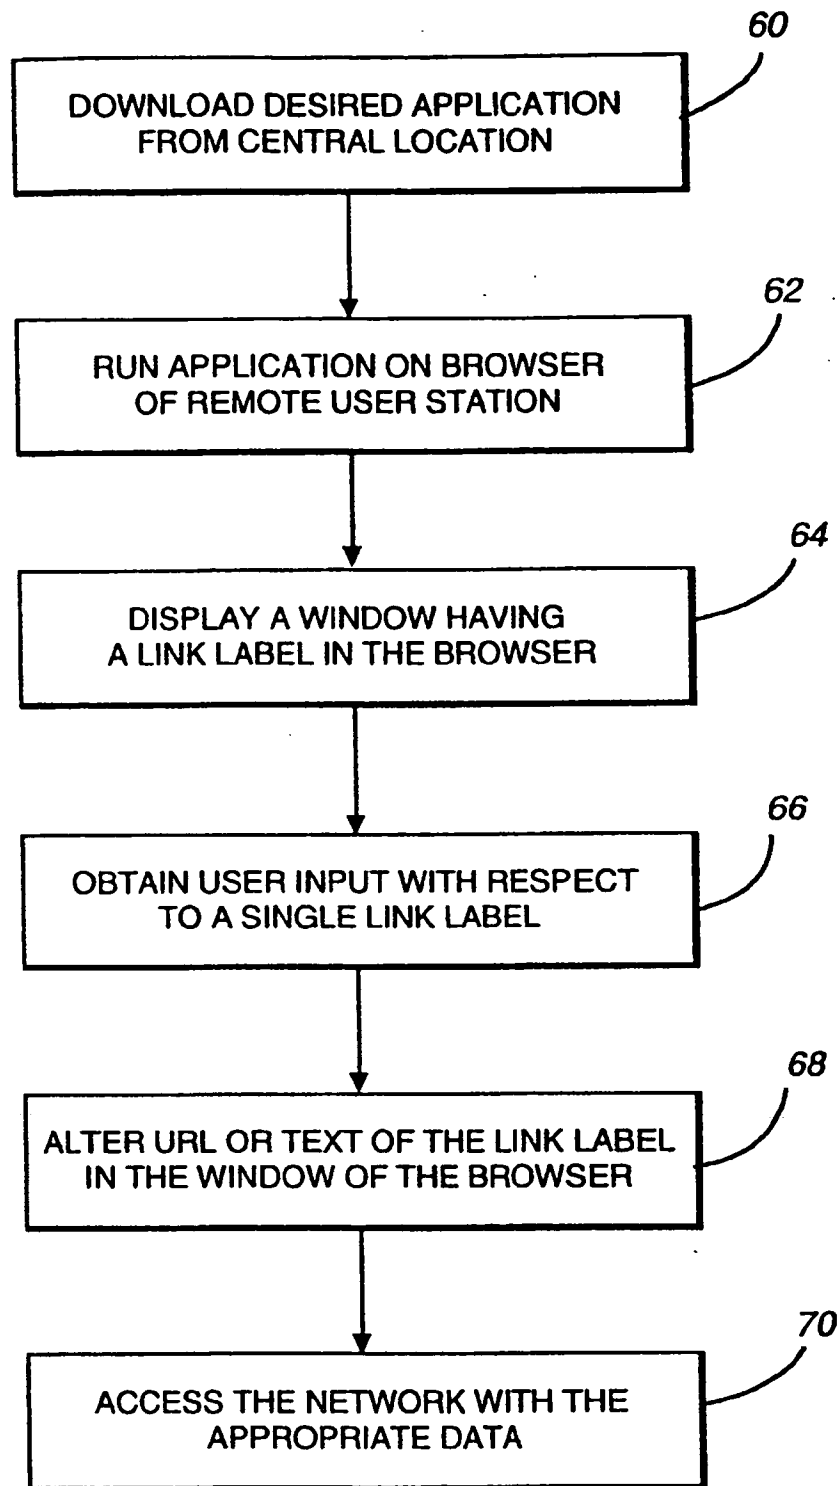 60
DOWNLOAD DESIRED APPLICATION
FROM CENTRAL LOCATION
62
RUN APPLICATION ON BROWSER
OF REMOTE USER STATION
64
DISPLAY A WINDOW HAVING
A LINK LABEL IN THE BROWSER
66
OBTAIN USER INPUT WITH RESPECT
TO A SINGLE LINK LABEL
68
ALTER URL OR TEXT OF THE LINK LABEL
IN THE WINDOW OF THE BROWSER
70
ACCESS THE NETWORK WITH THE
APPROPRIATE DATA